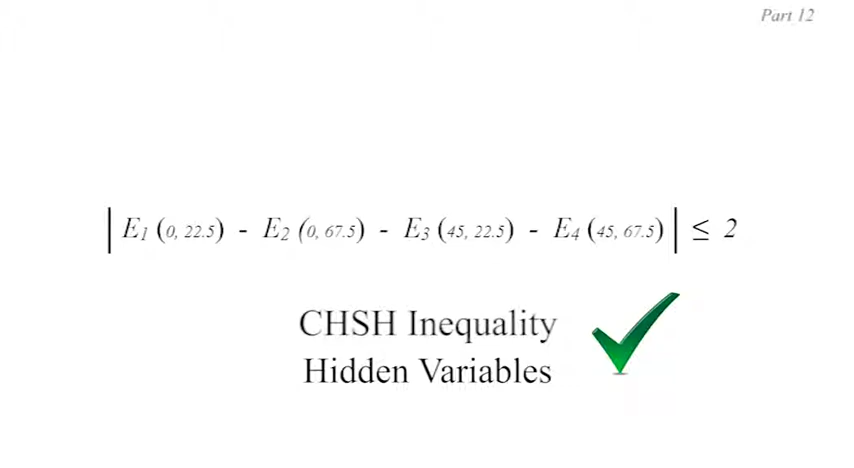 Part 12
| E₁ (0, 22.5) - E₂ (0, 67.5) - E₃ (45, 22.5) - E₄ (45, 67.5) | ≤ 2
CHSH Inequality
Hidden Variables